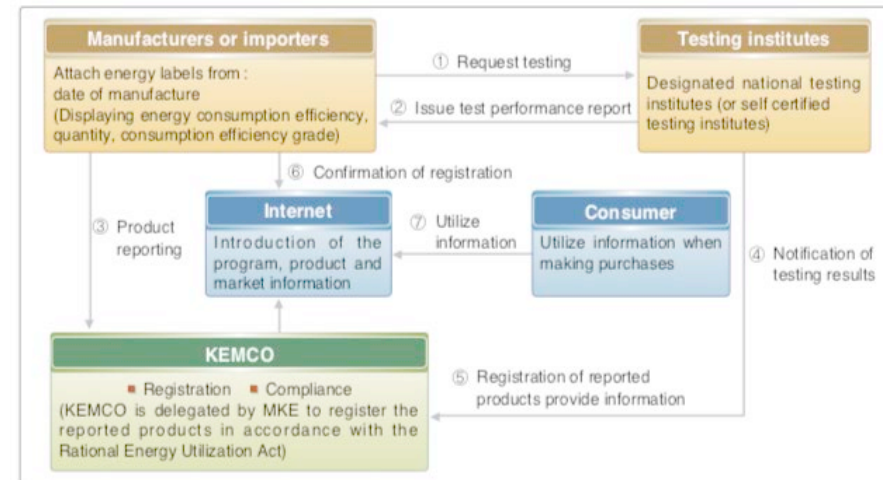 Manufacturers or importers
Attach energy labels from :
date of manufacture
(Displaying energy consumption efficiency,
quantity, consumption efficiency grade)
① Request testing
② Issue test performance report
Testing institutes
Designated national testing
institutes (or self certified
testing institutes)
⑥ Confirmation of registration
③ Product
reporting
Internet
Introduction of the
program, product and
market information
⑦ Utilize
information
Consumer
Utilize information when
making purchases
④ Notification of
testing results
KEMCO
■ Registration ■ Compliance
(KEMCO is delegated by MKE to register the
reported products in accordance with the
Rational Energy Utilization Act)
⑤ Registration of reported
products provide information